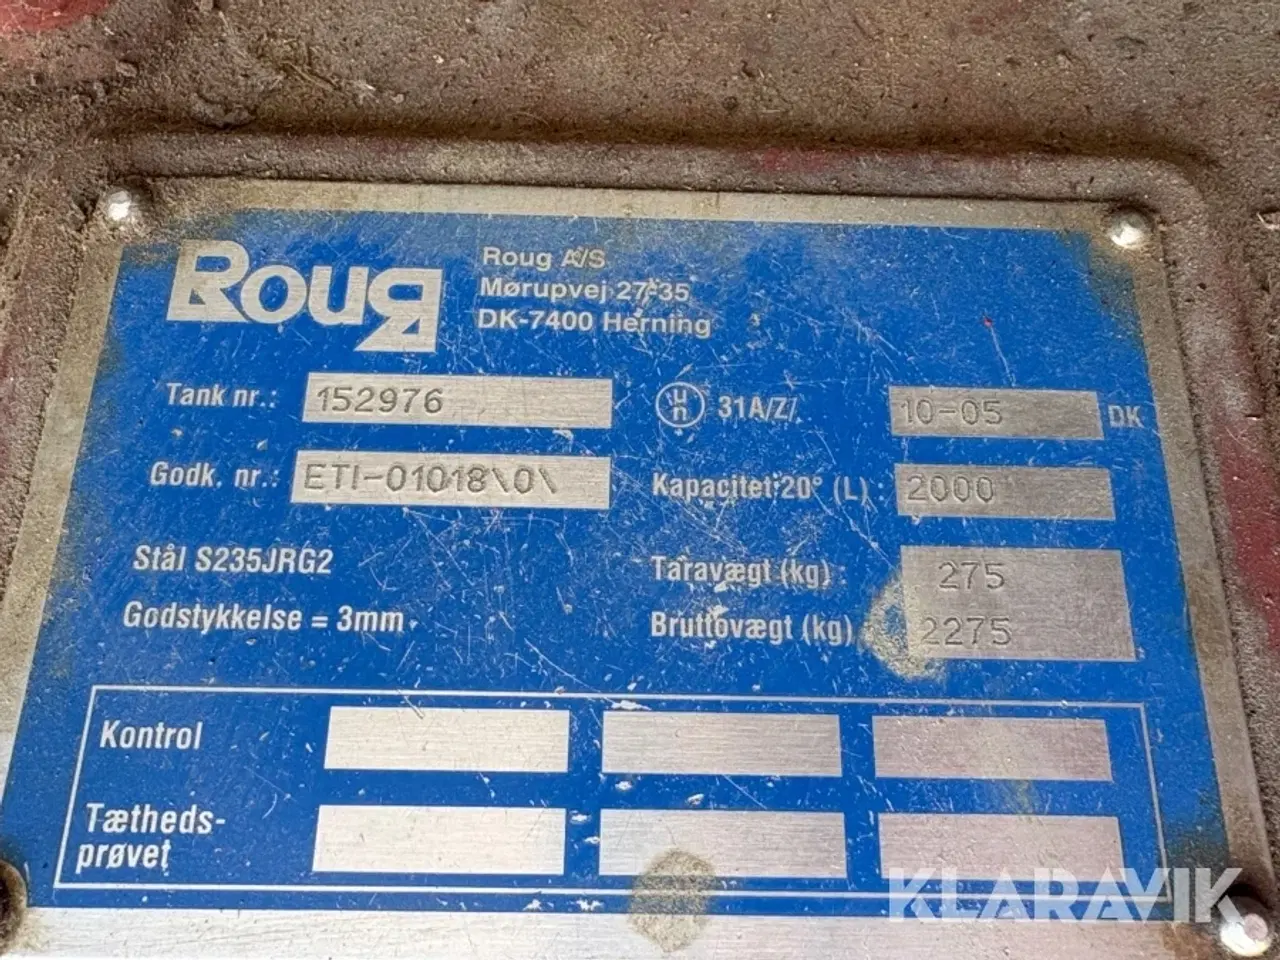 Roug
Roug A/S
Mørupvej 27-35
DK-7400 Herning
Tank nr.: 152976
un 31A/Z/ 10-05 DK
Godk. nr.: ETI-01018\0\
Kapacitet 20° (L) : 2000
Stål S235JRG2
Taravægt (kg) : 275
Godstykkelse = 3mm
Bruttovægt (kg) 2275
Kontrol
Tætheds-
prøvet
KLARAVIK